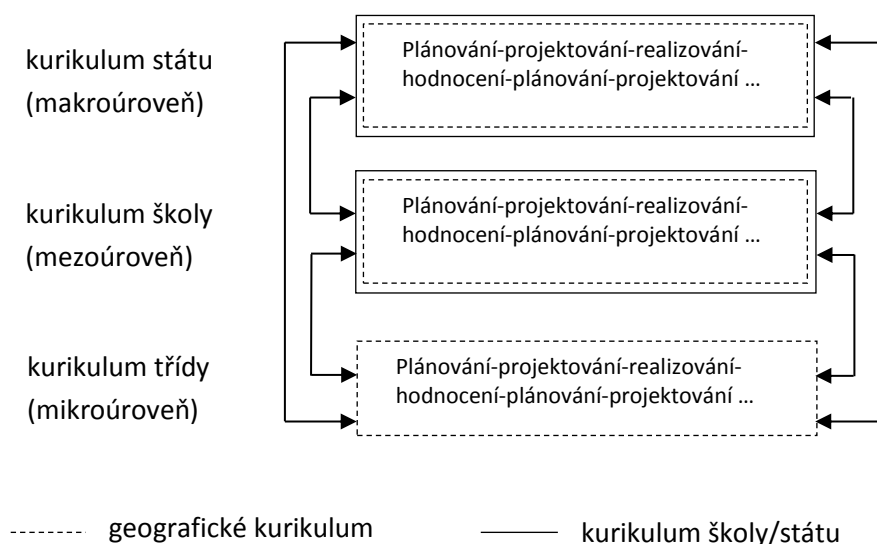 kurikulum státu
(makroúroveň)
Plánování-projektování-realizování-
hodnocení-plánování-projektování ...
kurikulum školy
(mezoúroveň)
Plánování-projektování-realizování-
hodnocení-plánování-projektování ...
kurikulum třídy
(mikroúroveň)
Plánování-projektování-realizování-
hodnocení-plánování-projektování ...
geografické kurikulum
kurikulum školy/státu